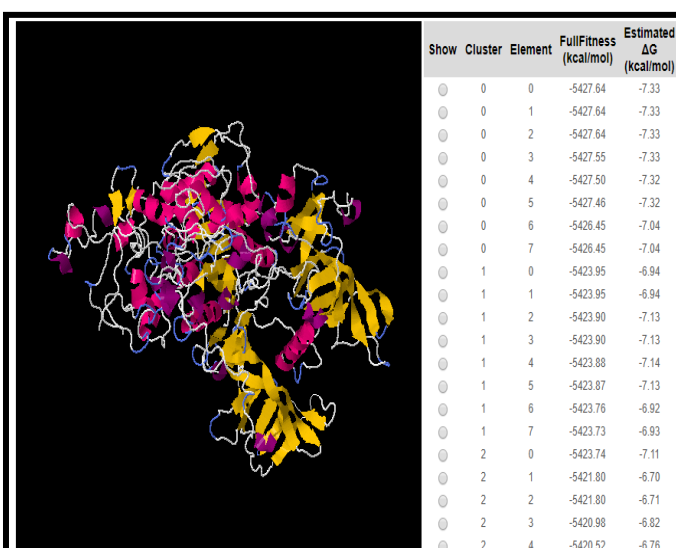 Show Cluster Element FullFitness (kcal/mol) Estimated ΔG (kcal/mol)
0 0 -5427.64 -7.33
0 1 -5427.64 -7.33
0 2 -5427.64 -7.33
0 3 -5427.55 -7.33
0 4 -5427.50 -7.32
0 5 -5427.46 -7.32
0 6 -5426.45 -7.04
0 7 -5426.45 -7.04
1 0 -5423.95 -6.94
1 1 -5423.95 -6.94
1 2 -5423.90 -7.13
1 3 -5423.90 -7.13
1 4 -5423.88 -7.14
1 5 -5423.87 -7.13
1 6 -5423.76 -6.92
1 7 -5423.73 -6.93
2 0 -5423.74 -7.11
2 1 -5421.80 -6.70
2 2 -5421.80 -6.71
2 3 -5420.98 -6.82
2 4 -5420.52 -6.76